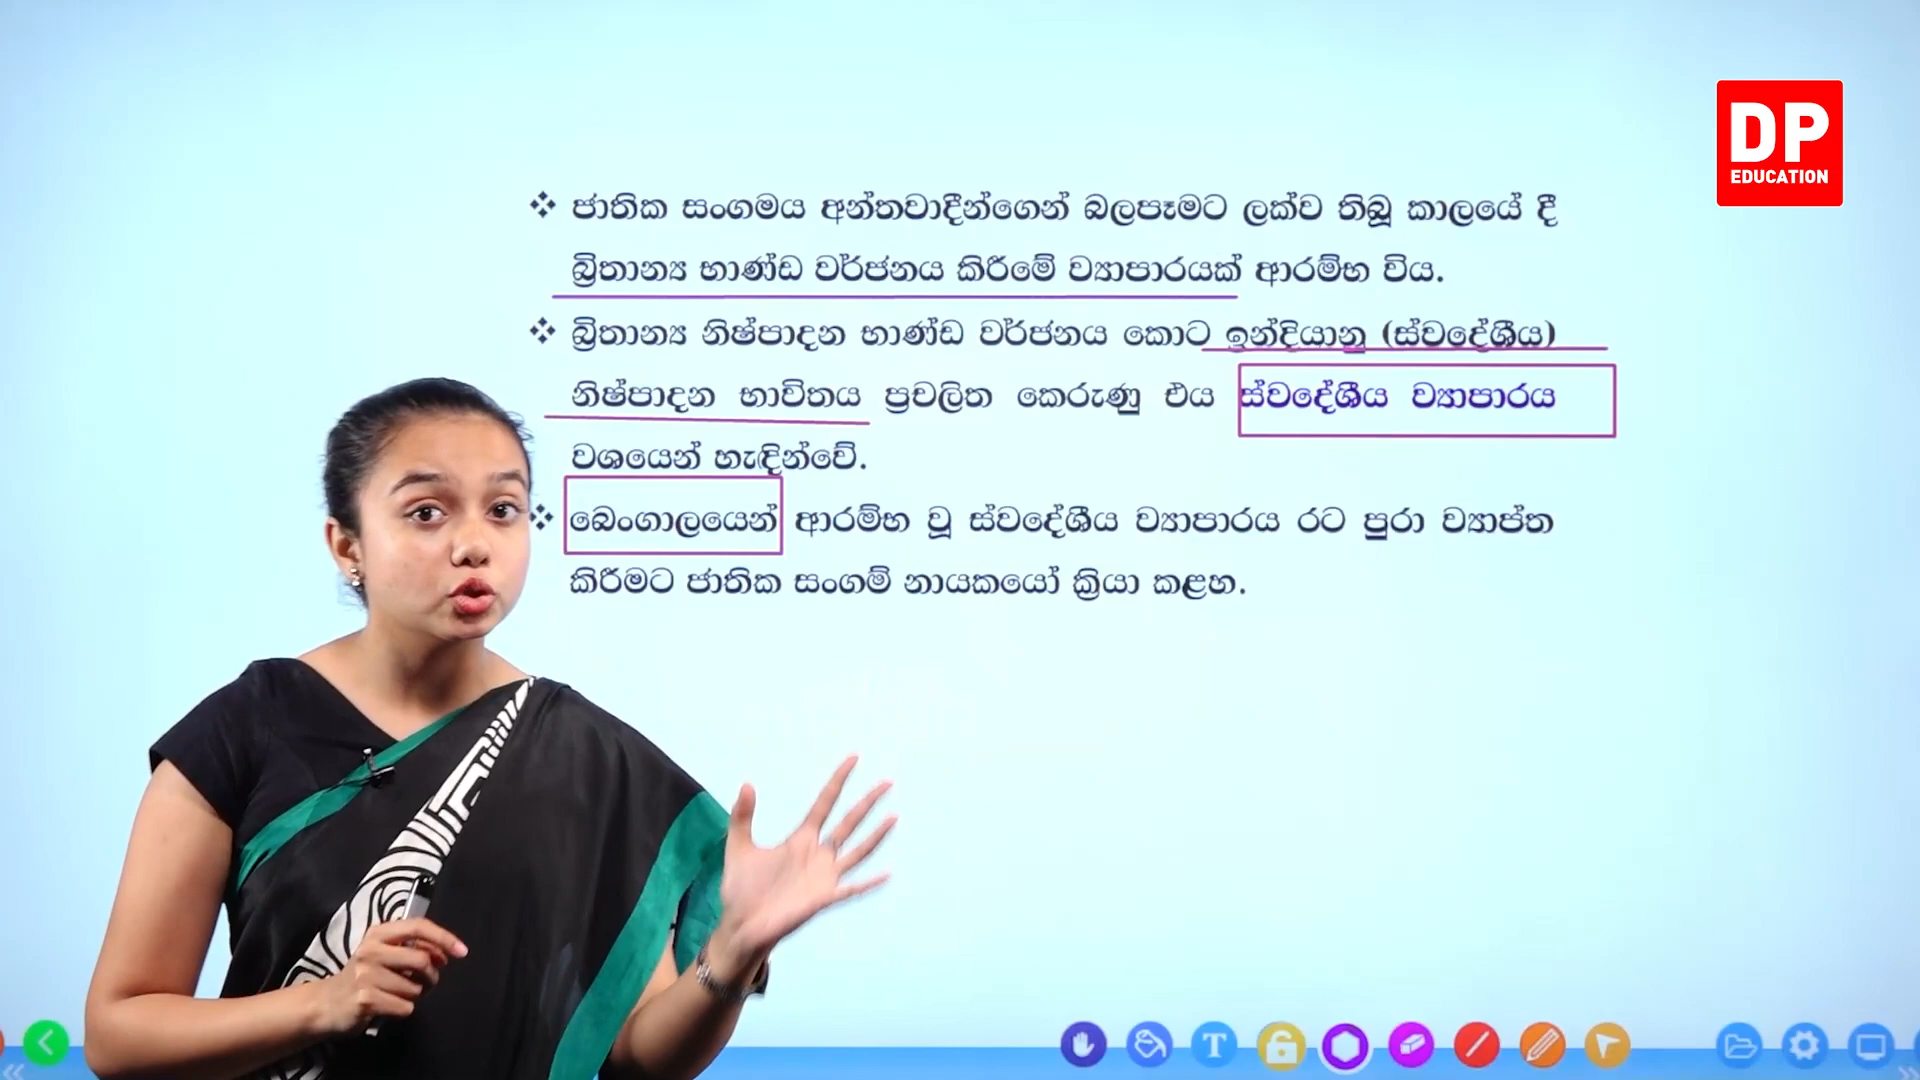 DP
EDUCATION
❖ ජාතික සංගමය අන්තවාදීන්ගෙන් බලපෑමට ලක්ව තිබූ කාලයේ දී
බ්‍රිතාන්‍ය භාණ්ඩ වර්ජනය කිරීමේ ව්‍යාපාරයක් ආරම්භ විය.
❖ බ්‍රිතාන්‍ය නිෂ්පාදන භාණ්ඩ වර්ජනය කොට ඉන්දියානු (ස්වදේශීය)
නිෂ්පාදන භාවිතය ප්‍රචලිත කෙරුණු එය ස්වදේශීය ව්‍යාපාරය
වශයෙන් හැඳින්වේ.
❖ බෙංගාලයෙන් ආරම්භ වූ ස්වදේශීය ව්‍යාපාරය රට පුරා ව්‍යාප්ත
කිරීමට ජාතික සංගම් නායකයෝ ක්‍රියා කළහ.
T